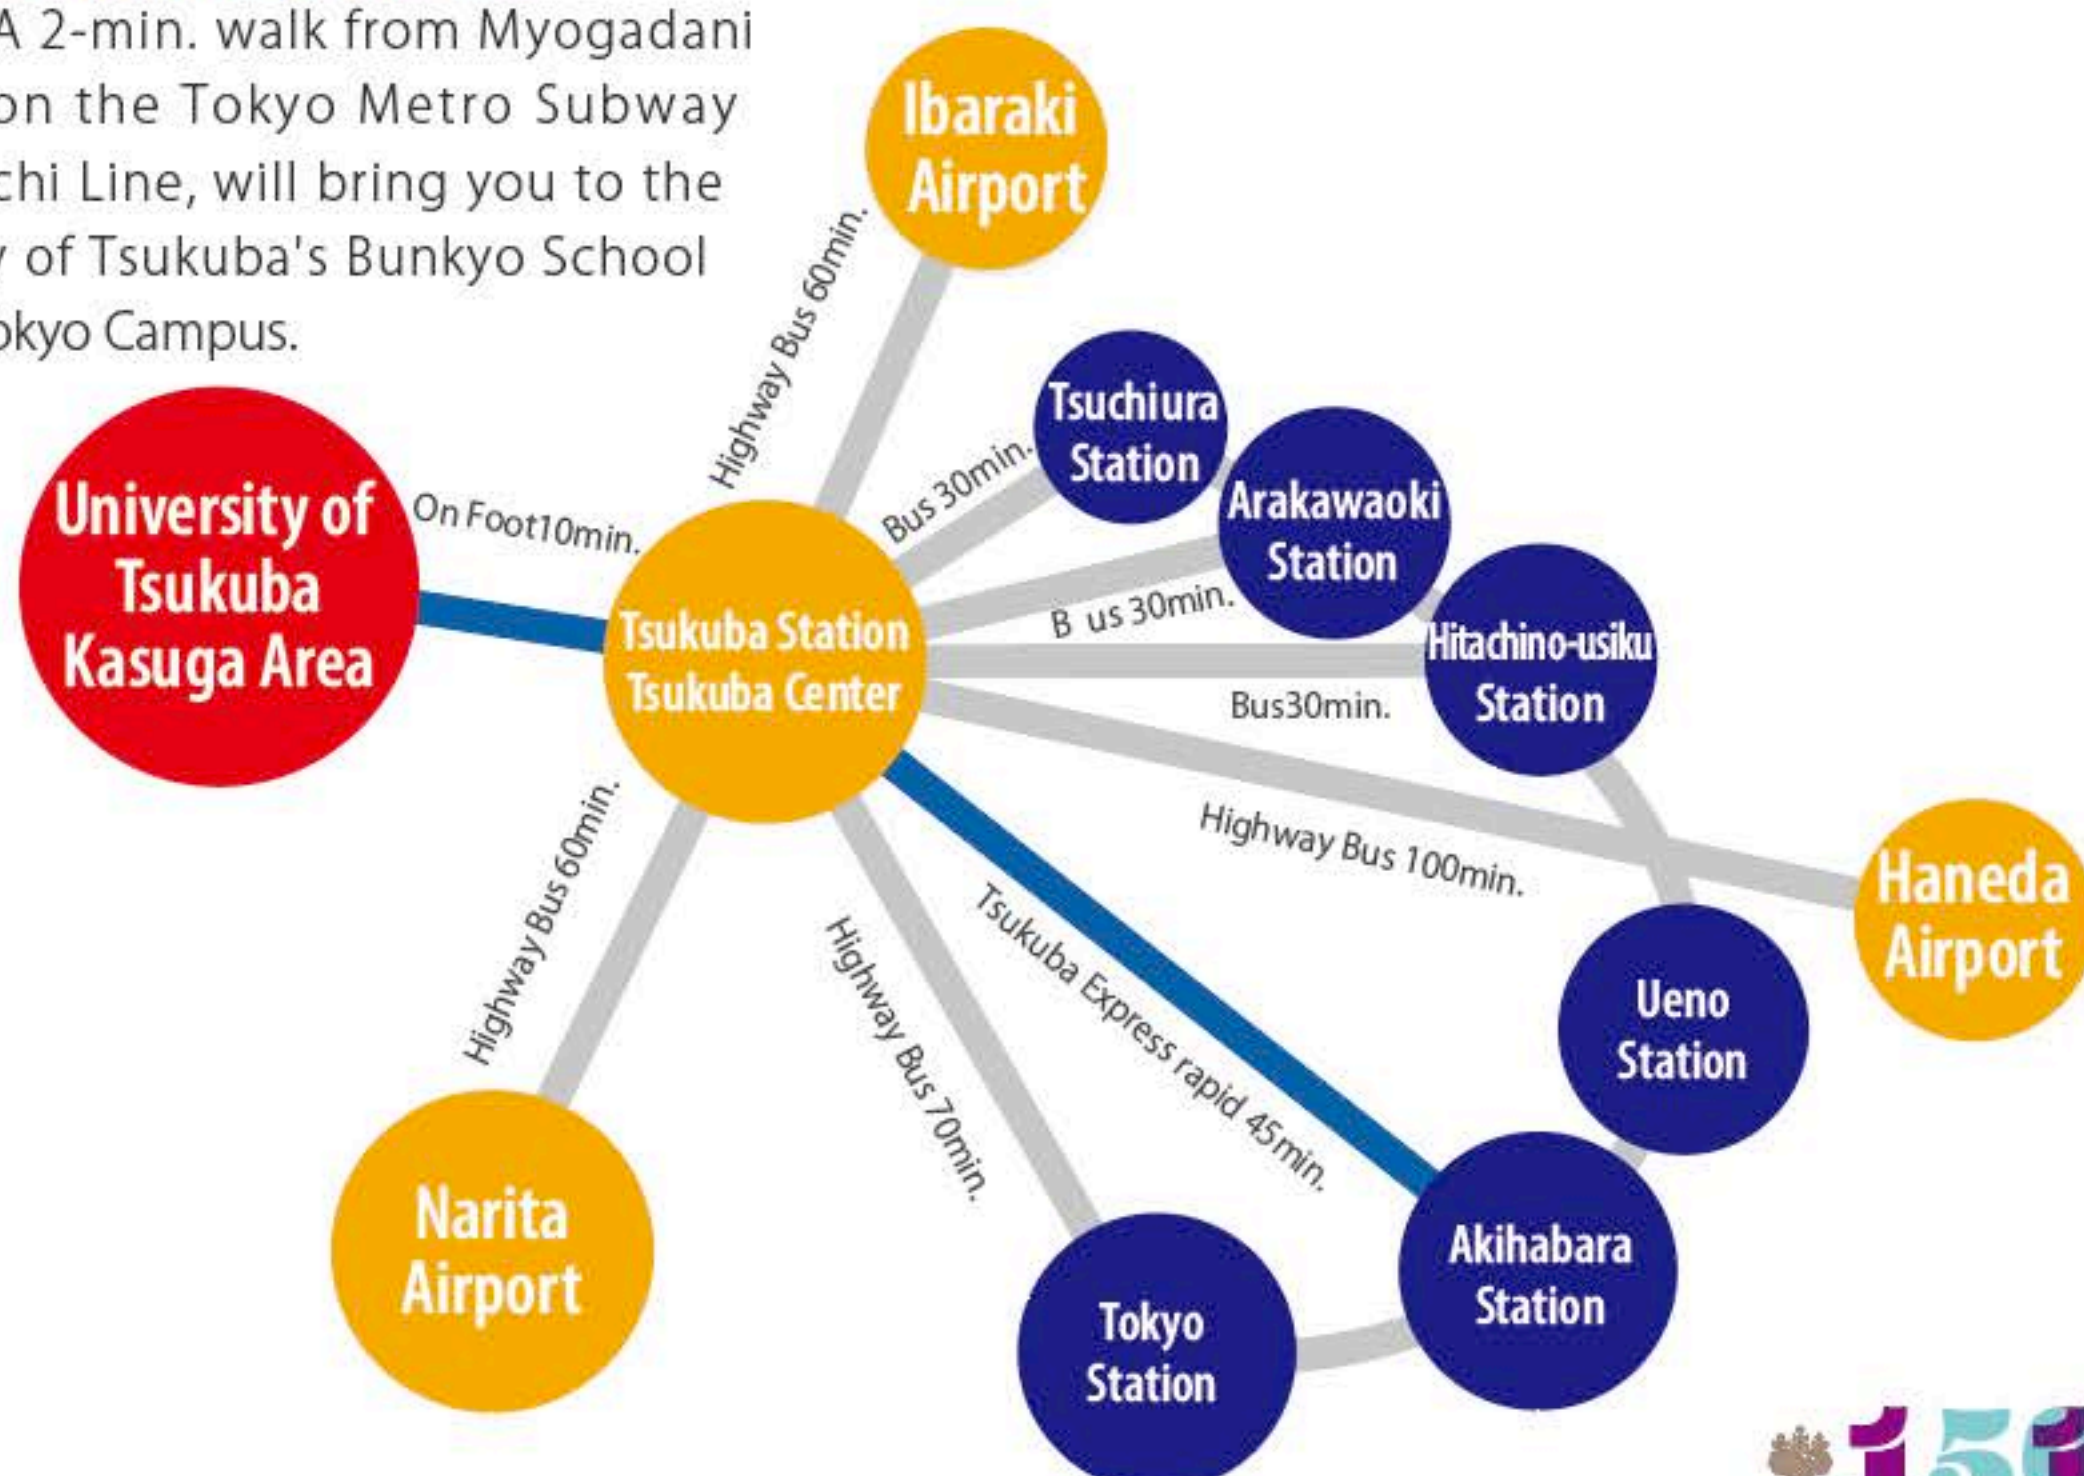 A 2-min. walk from Myogadani
on the Tokyo Metro Subway
chi Line, will bring you to the
y of Tsukuba's Bunkyo School
okyo Campus.
Ibaraki
Airport
Highway Bus 60min.
Tsuchiura
Station
Bus 30min.
Arakawaoki
Station
B us 30min.
University of
Tsukuba
Kasuga Area
On Foot10min.
Tsukuba Station
Tsukuba Center
Hitachino-usiku
Station
Bus30min.
Highway Bus 100min.
Haneda
Airport
Highway Bus 60min.
Tsukuba Express rapid 45min.
Highway Bus 70min.
Ueno
Station
Narita
Airport
Akihabara
Station
Tokyo
Station